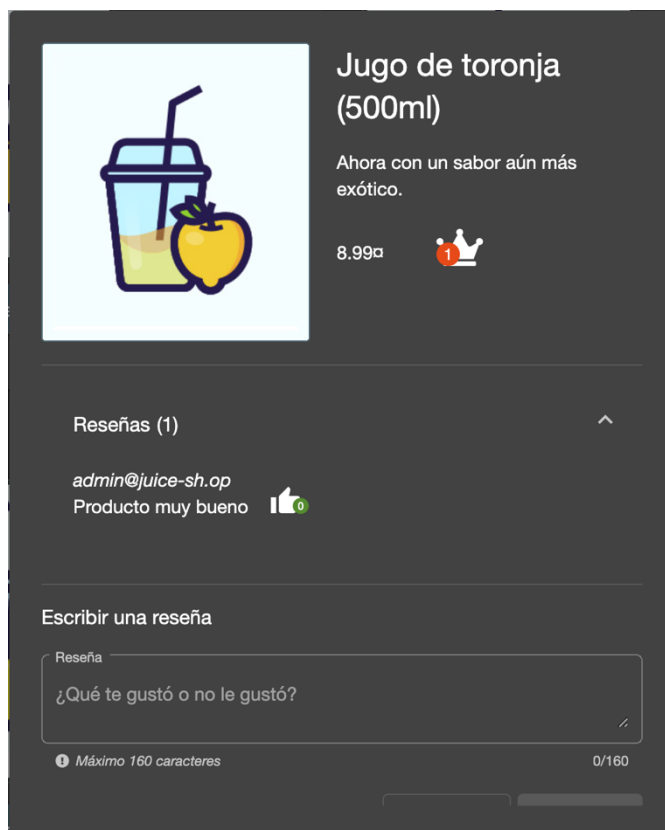 Jugo de toronja
(500ml)
Ahora con un sabor aún más
exótico.
8.99¤
1
Reseñas (1)
admin@juice-sh.op
Producto muy bueno
0
Escribir una reseña
Reseña
¿Qué te gustó o no le gustó?
Máximo 160 caracteres
0/160